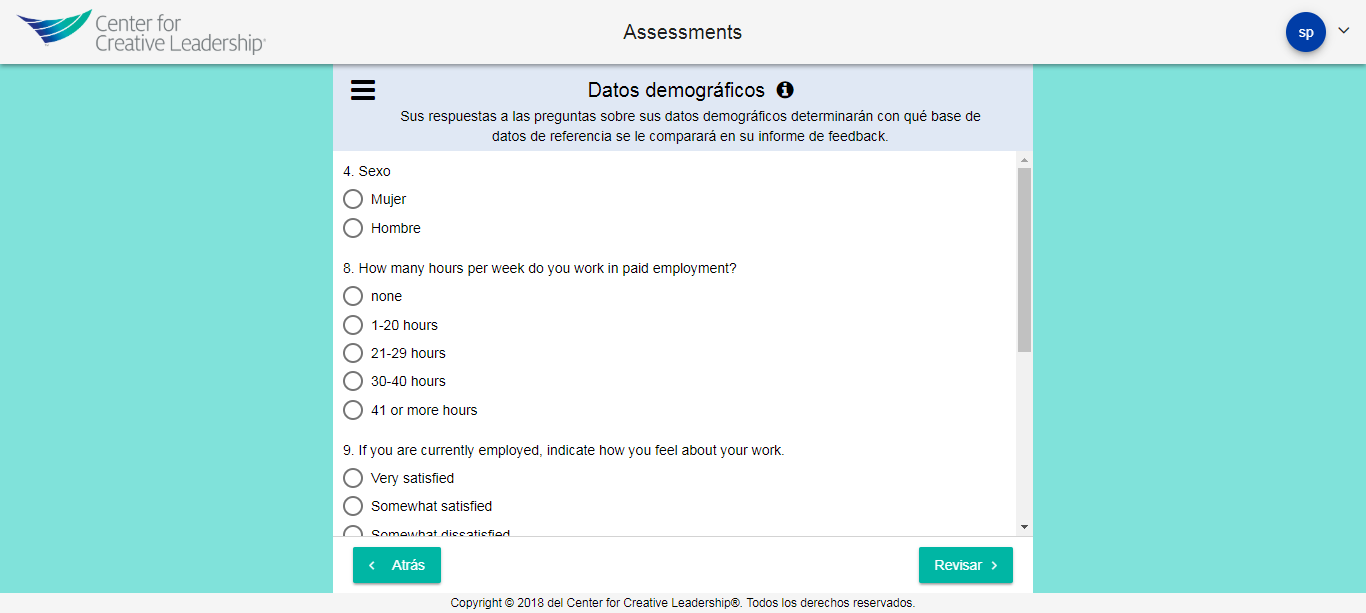 Center for
Creative Leadership®
Assessments
sp
Datos demográficos
Sus respuestas a las preguntas sobre sus datos demográficos determinarán con qué base de
datos de referencia se le comparará en su informe de feedback.
4. Sexo
Mujer
Hombre
8. How many hours per week do you work in paid employment?
none
1-20 hours
21-29 hours
30-40 hours
41 or more hours
9. If you are currently employed, indicate how you feel about your work.
Very satisfied
Somewhat satisfied
Somewhat dissatisfied
Atrás
Revisar
Copyright © 2018 del Center for Creative Leadership®. Todos los derechos reservados.